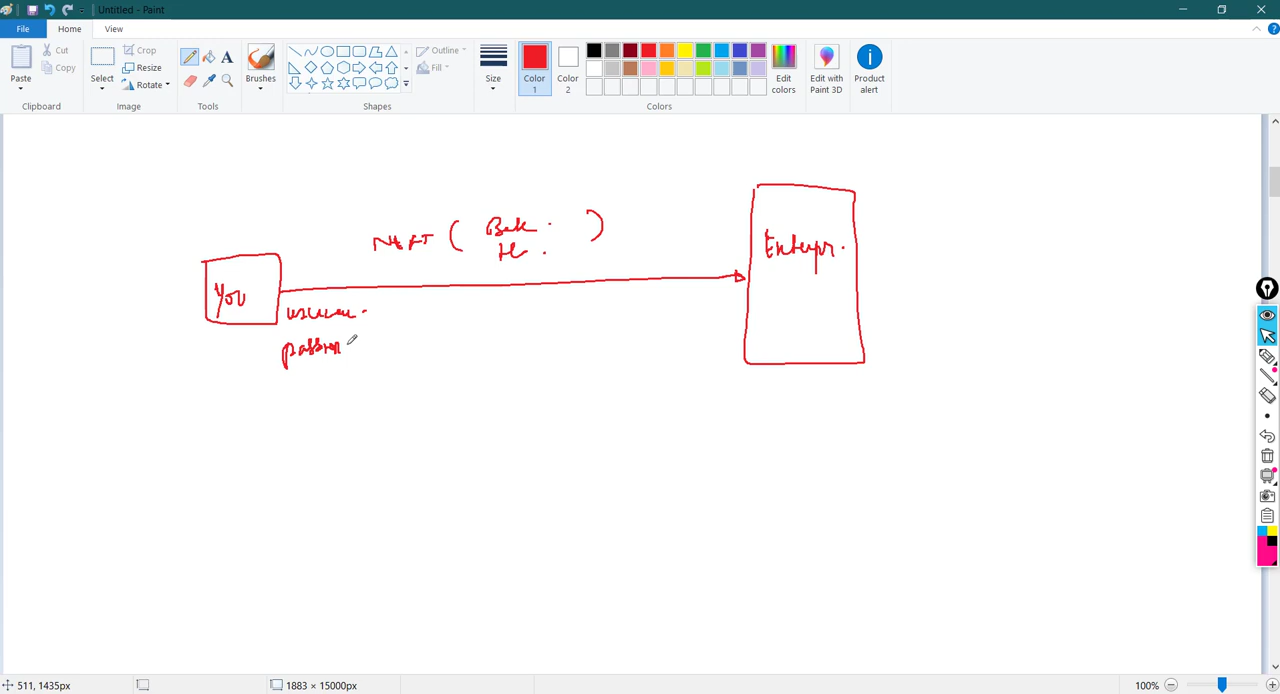 Untitled - Paint
File Home View
Paste
Cut
Copy
Clipboard
Select
Crop
Resize
Rotate
Image
Tools
Brushes
Outline
Fill
Shapes
Size
Color
1
Color
2
Edit
colors
Colors
Edit with
Paint 3D
Product
alert
NEFT (
)
Enterpr.
You
511, 1435px
1883 × 15000px
100%